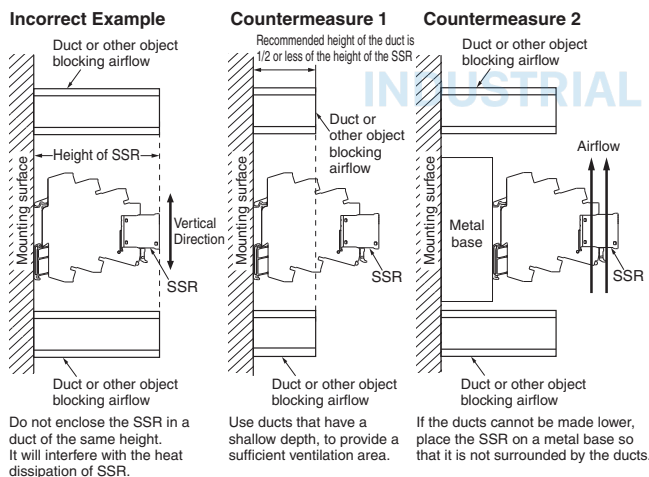 Incorrect Example
Duct or other object
blocking airflow
Mounting surface
Height of SSR
Vertical
Direction
SSR
Duct or other object
blocking airflow
Do not enclose the SSR in a
duct of the same height.
It will interfere with the heat
dissipation of SSR.
Countermeasure 1
Recommended height of the duct is
1/2 or less of the height of the SSR
Duct or
other object
blocking
airflow
Mounting surface
SSR
Duct or other object
blocking airflow
Use ducts that have a
shallow depth, to provide a
sufficient ventilation area.
Countermeasure 2
Duct or other object
blocking airflow
INDUSTRIAL
Airflow
Mounting surface
Metal
base
SSR
Duct or other object
blocking airflow
If the ducts cannot be made lower,
place the SSR on a metal base so
that it is not surrounded by the ducts.